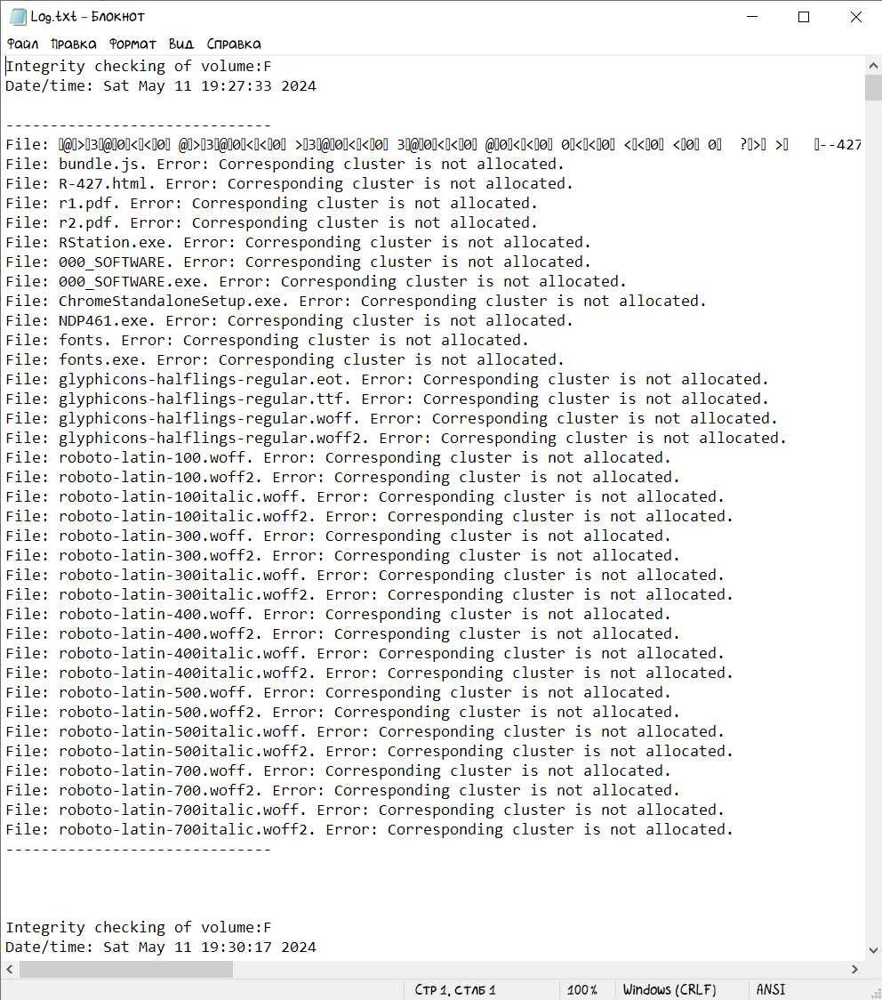 Log.txt – Блокнот
Файл Правка Формат Вид Справка
Integrity checking of volume:F
Date/time: Sat May 11 19:27:33 2024
------------------------------
File:
File: bundle.js. Error: Corresponding cluster is not allocated.
File: R-427.html. Error: Corresponding cluster is not allocated.
File: r1.pdf. Error: Corresponding cluster is not allocated.
File: r2.pdf. Error: Corresponding cluster is not allocated.
File: RStation.exe. Error: Corresponding cluster is not allocated.
File: 000_SOFTWARE. Error: Corresponding cluster is not allocated.
File: 000_SOFTWARE.exe. Error: Corresponding cluster is not allocated.
File: ChromeStandaloneSetup.exe. Error: Corresponding cluster is not allocated.
File: NDP461.exe. Error: Corresponding cluster is not allocated.
File: fonts. Error: Corresponding cluster is not allocated.
File: fonts.exe. Error: Corresponding cluster is not allocated.
File: glyphicons-halflings-regular.eot. Error: Corresponding cluster is not allocated.
File: glyphicons-halflings-regular.ttf. Error: Corresponding cluster is not allocated.
File: glyphicons-halflings-regular.woff. Error: Corresponding cluster is not allocated.
File: glyphicons-halflings-regular.woff2. Error: Corresponding cluster is not allocated.
File: roboto-latin-100.woff. Error: Corresponding cluster is not allocated.
File: roboto-latin-100.woff2. Error: Corresponding cluster is not allocated.
File: roboto-latin-100italic.woff. Error: Corresponding cluster is not allocated.
File: roboto-latin-100italic.woff2. Error: Corresponding cluster is not allocated.
File: roboto-latin-300.woff. Error: Corresponding cluster is not allocated.
File: roboto-latin-300.woff2. Error: Corresponding cluster is not allocated.
File: roboto-latin-300italic.woff. Error: Corresponding cluster is not allocated.
File: roboto-latin-300italic.woff2. Error: Corresponding cluster is not allocated.
File: roboto-latin-400.woff. Error: Corresponding cluster is not allocated.
File: roboto-latin-400.woff2. Error: Corresponding cluster is not allocated.
File: roboto-latin-400italic.woff. Error: Corresponding cluster is not allocated.
File: roboto-latin-400italic.woff2. Error: Corresponding cluster is not allocated.
File: roboto-latin-500.woff. Error: Corresponding cluster is not allocated.
File: roboto-latin-500.woff2. Error: Corresponding cluster is not allocated.
File: roboto-latin-500italic.woff. Error: Corresponding cluster is not allocated.
File: roboto-latin-500italic.woff2. Error: Corresponding cluster is not allocated.
File: roboto-latin-700.woff. Error: Corresponding cluster is not allocated.
File: roboto-latin-700.woff2. Error: Corresponding cluster is not allocated.
File: roboto-latin-700italic.woff. Error: Corresponding cluster is not allocated.
File: roboto-latin-700italic.woff2. Error: Corresponding cluster is not allocated.
------------------------------
Integrity checking of volume:F
Date/time: Sat May 11 19:30:17 2024
Стр 1, стлб 1 100% Windows (CRLF) ANSI